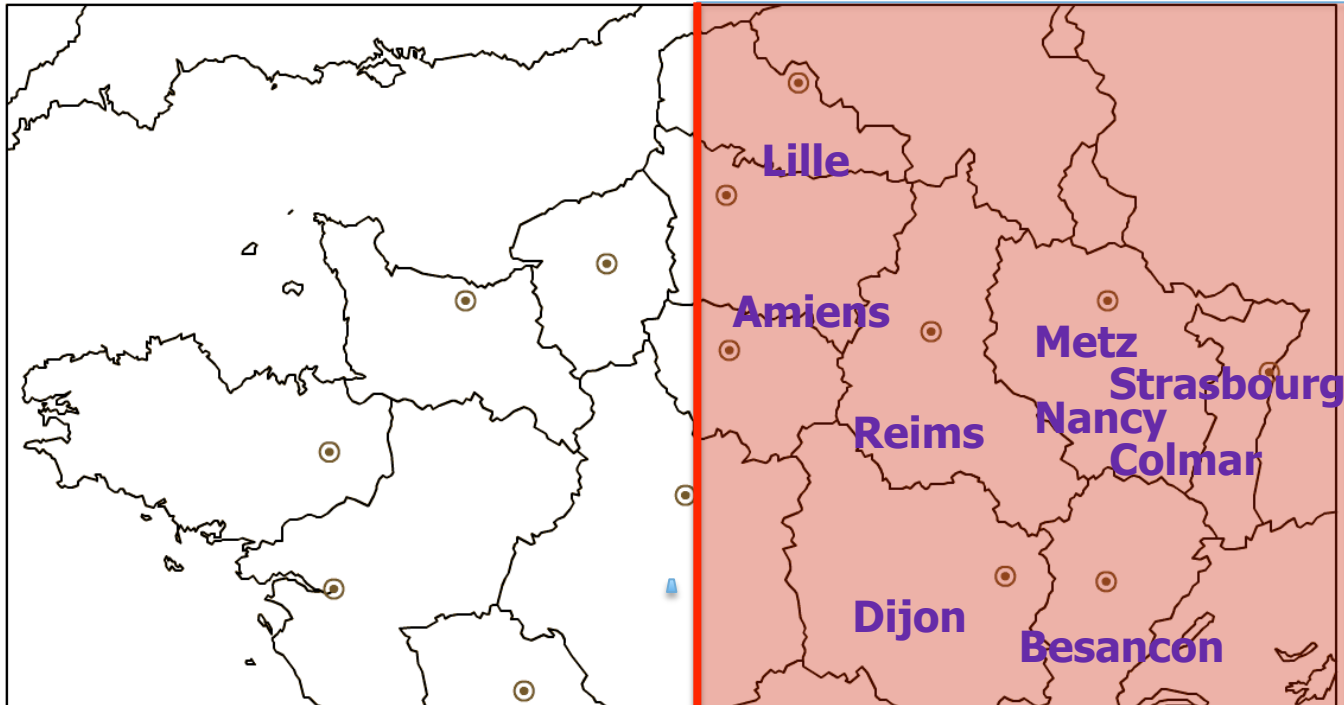 Lille
Amiens
Metz
Strasbourg
Nancy
Reims
Colmar
Dijon
Besancon